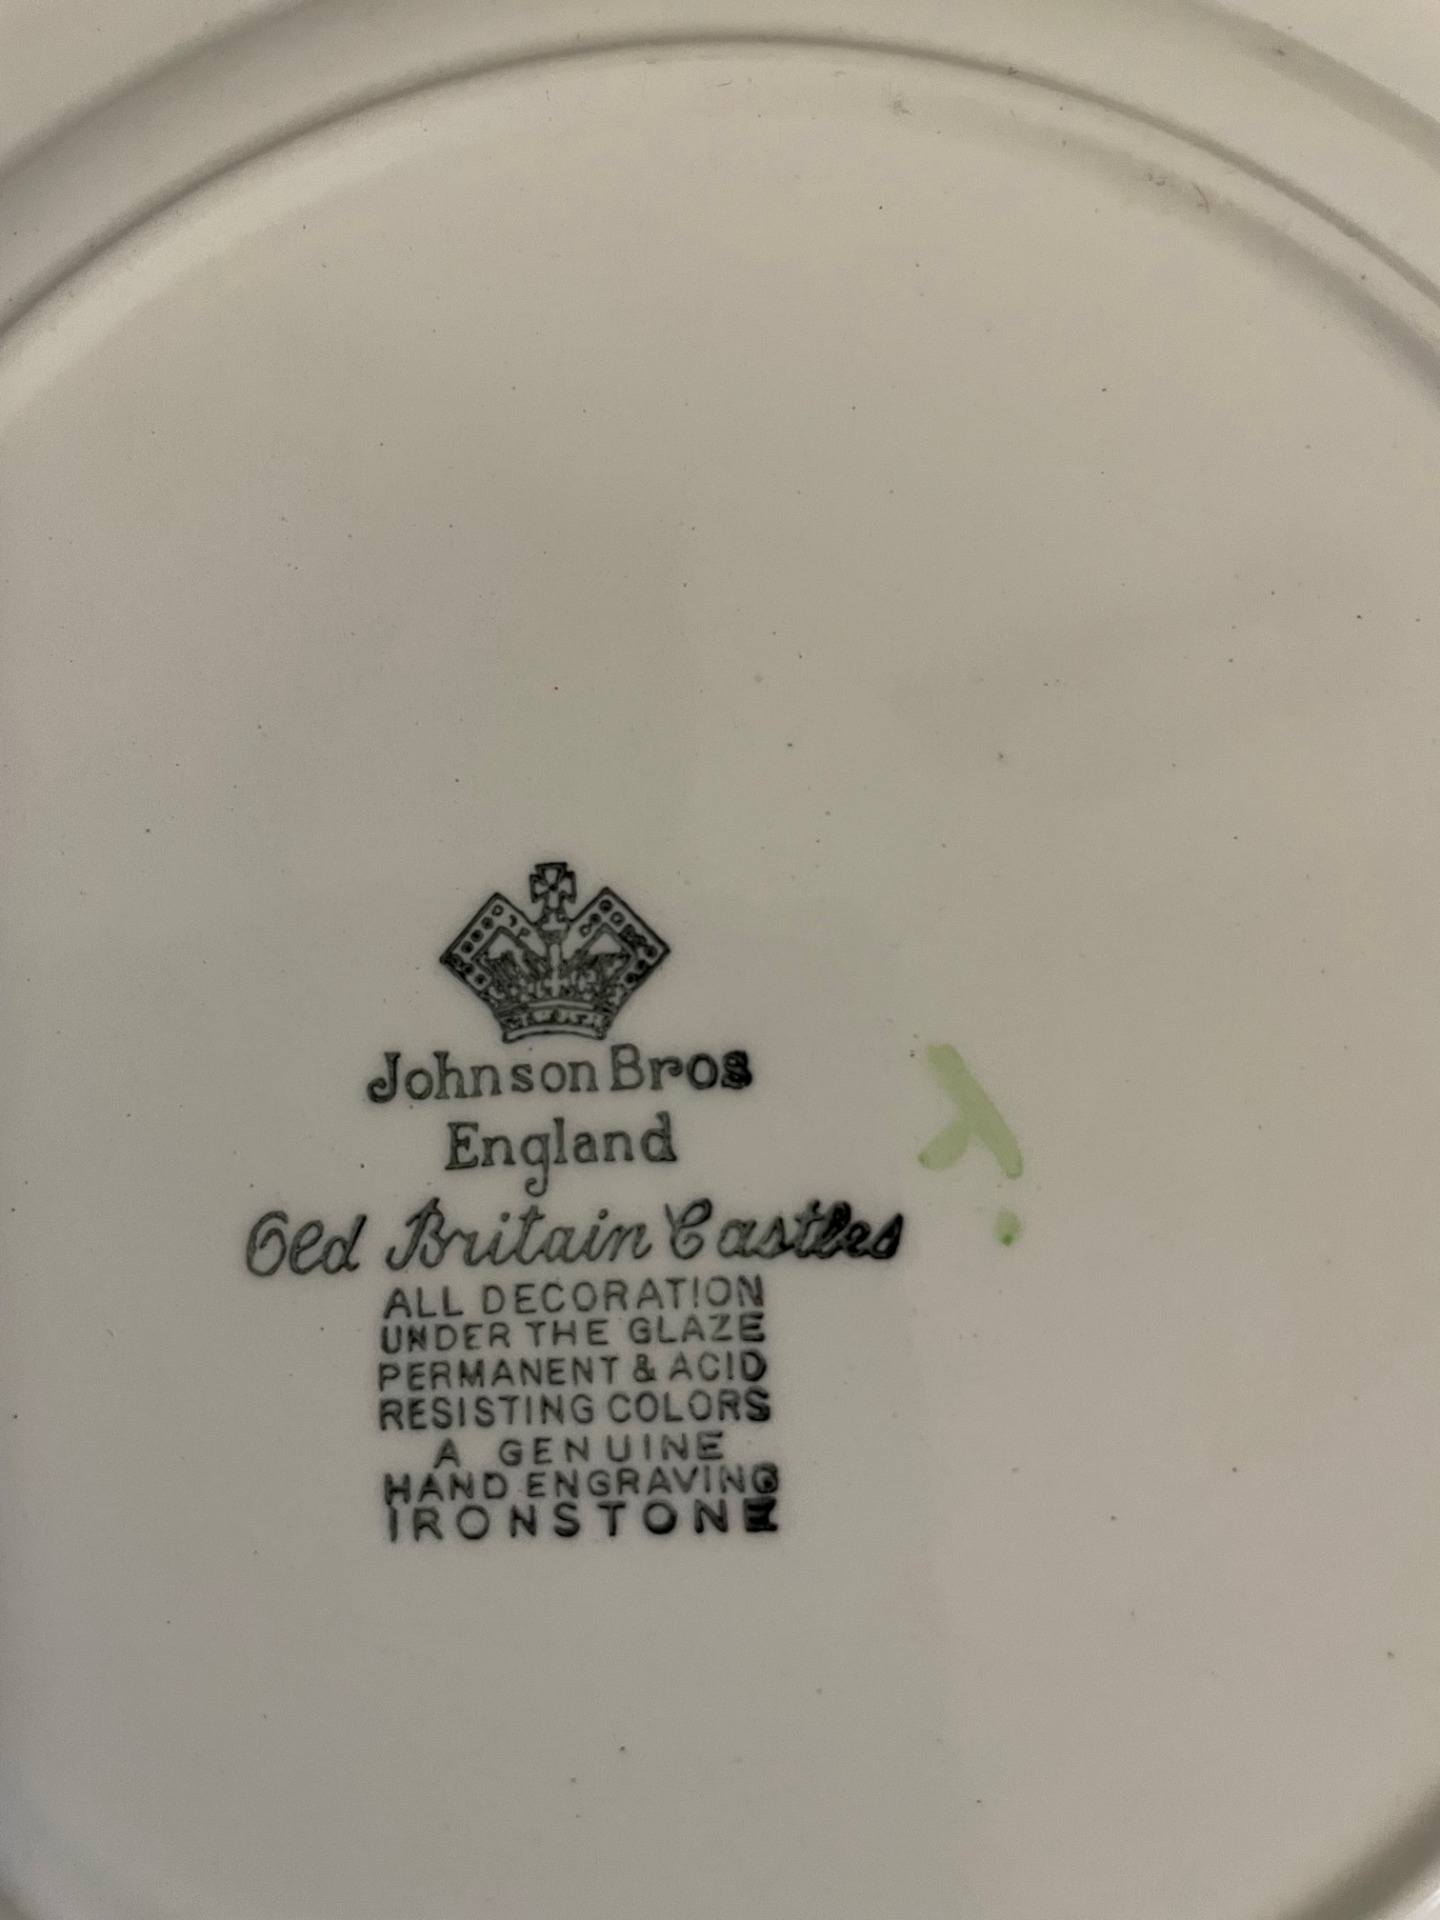 Johnson Bros
England
Old Britain Castles
ALL DECORATION
UNDER THE GLAZE
PERMANENT & ACID
RESISTING COLORS
A GENUINE
HAND ENGRAVING
IRONSTONE